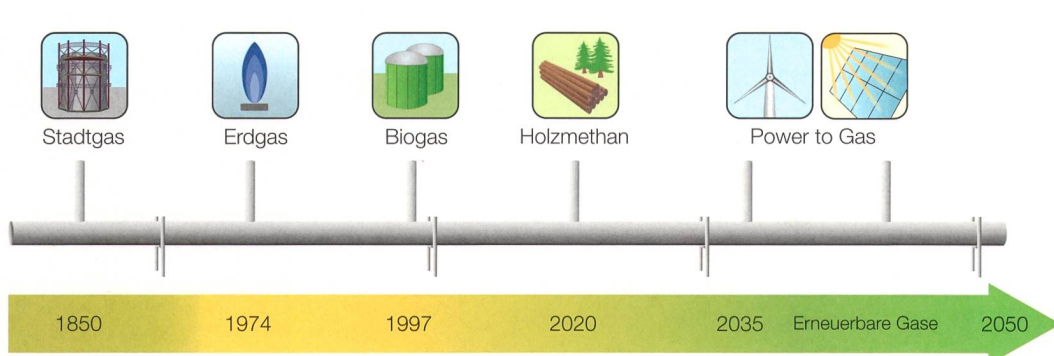 Stadtgas Erdgas Biogas Holzmethan Power to Gas
1850 1974 1997 2020 2035 Erneuerbare Gase 2050